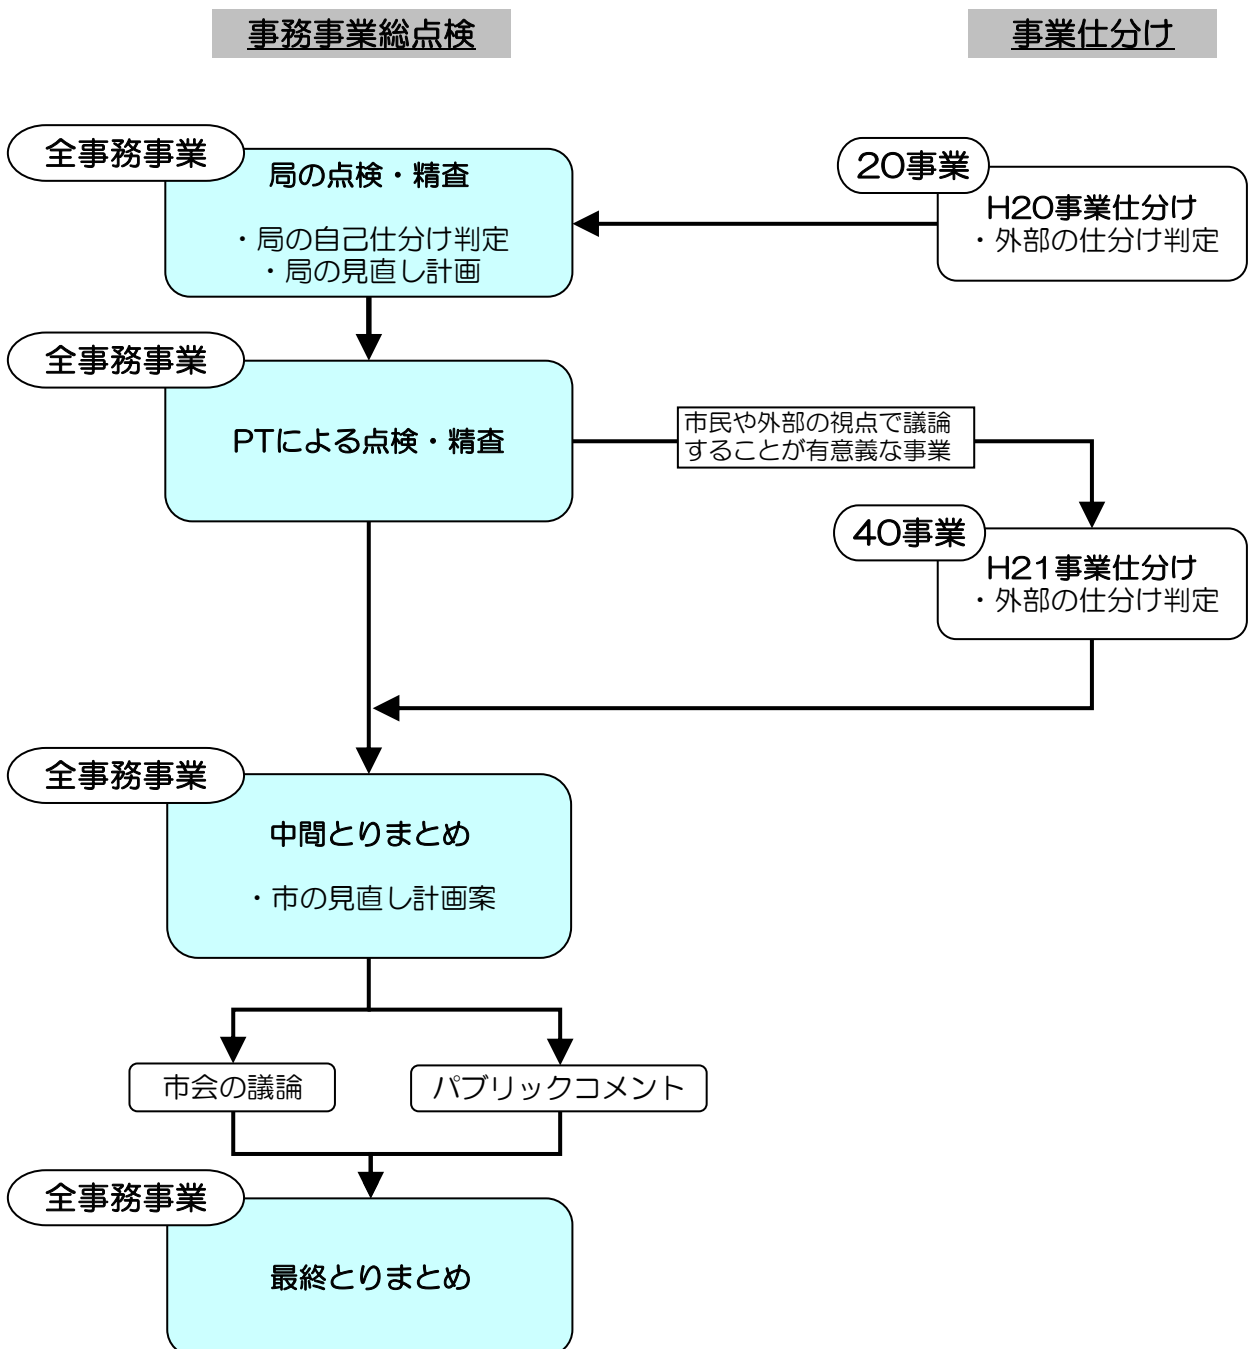 事務事業総点検
事業仕分け
全事務事業
局の点検・精査
・局の自己仕分け判定
・局の見直し計画
20事業
H20事業仕分け
・外部の仕分け判定
全事務事業
PTによる点検・精査
市民や外部の視点で議論
することが有意義な事業
40事業
H21事業仕分け
・外部の仕分け判定
全事務事業
中間とりまとめ
・市の見直し計画案
市会の議論
パブリックコメント
全事務事業
最終とりまとめ